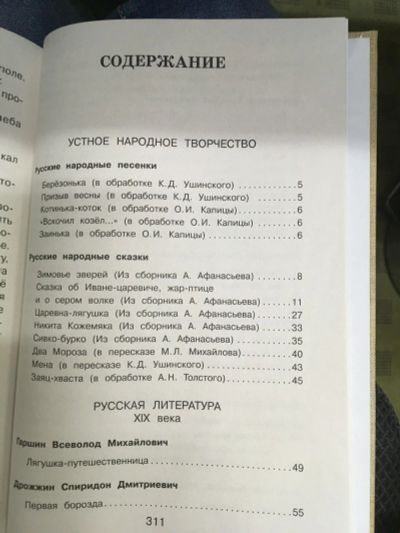 поле.
про-
леба
кал
СОДЕРЖАНИЕ
УСТНОЕ НАРОДНОЕ ТВОРЧЕСТВО
Русские народные песенки
Берёзонька (в обработке К.Д. Ушинского) 5
Призыв весны (в обработке К.Д. Ушинского) 5
Котинька-коток (в обработке О.И. Капицы) 6
«Вскочил козёл...» (в обработке О.И. Капицы) 6
Заинька (в обработке О.И. Капицы) 6
Русские народные сказки
Зимовье зверей (Из сборника А. Афанасьева) 8
Сказка об Иване-царевиче, жар-птице
и о сером волке (Из сборника А. Афанасьева) 11
Царевна-лягушка (Из сборника А. Афанасьева) 27
Никита Кожемяка (Из сборника А. Афанасьева) 33
Сивко-бурко (Из сборника А. Афанасьева) 35
Два Мороза (в пересказе М.Л. Михайлова) 40
Мена (в пересказе К.Д. Ушинского) 43
Заяц-хваста (в обработке А.Н. Толстого) 45
РУССКАЯ ЛИТЕРАТУРА
XIX века
Гаршин Всеволод Михайлович
Лягушка-путешественница 49
Дрожжин Спиридон Дмитриевич
Первая борозда 55
311